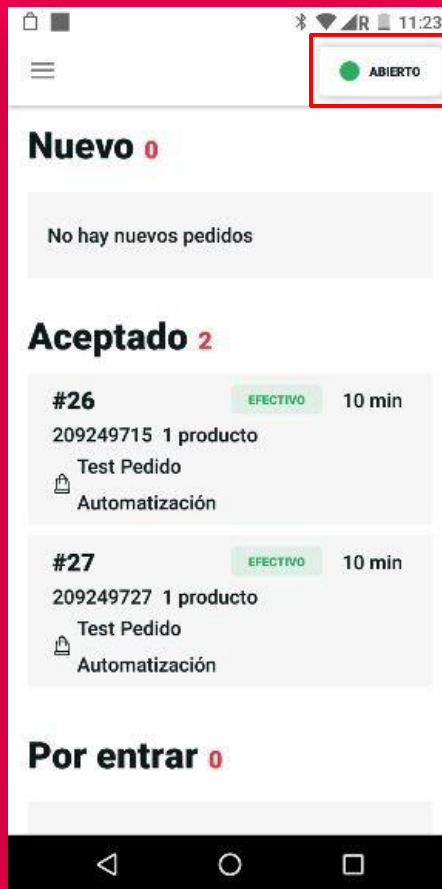 R 11:23
ABIERTO
Nuevo 0
No hay nuevos pedidos
Aceptado 2
#26 EFECTIVO 10 min
209249715 1 producto
Test Pedido
Automatización
#27 EFECTIVO 10 min
209249727 1 producto
Test Pedido
Automatización
Por entrar 0